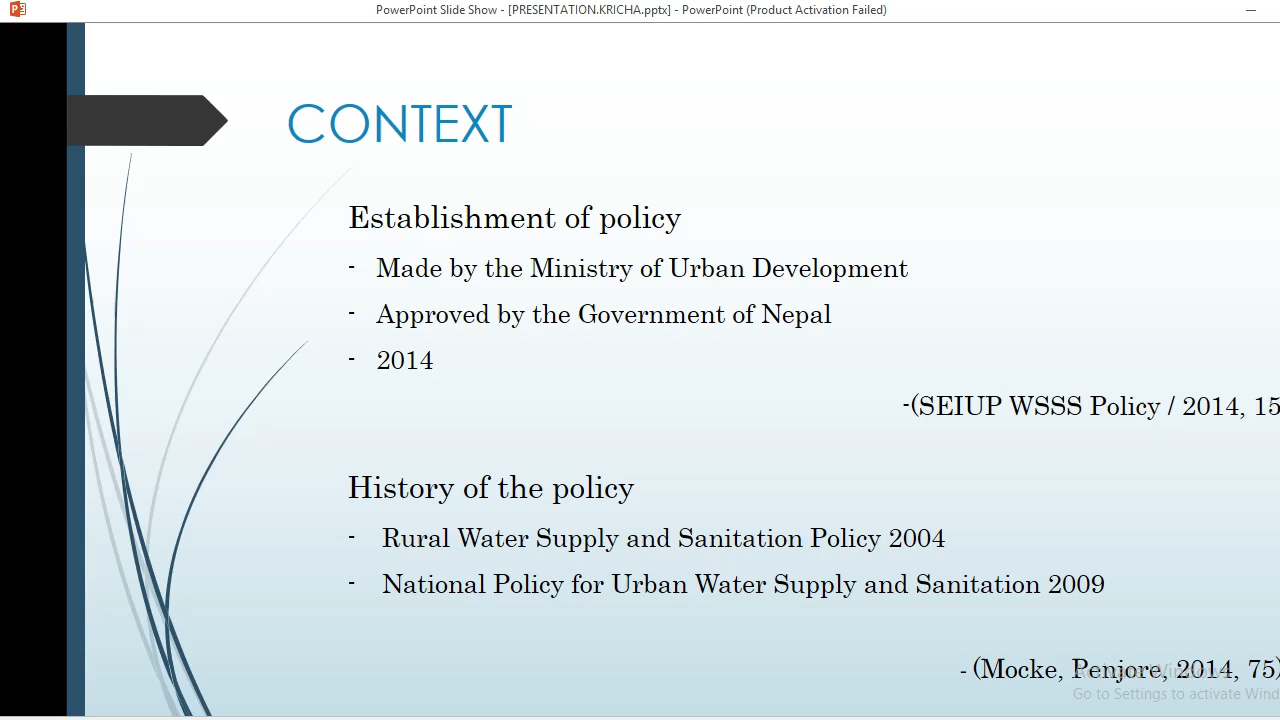 PowerPoint Slide Show - [PRESENTATION.KRICHA.pptx] - PowerPoint (Product Activation Failed)
CONTEXT
Establishment of policy
- Made by the Ministry of Urban Development
- Approved by the Government of Nepal
- 2014
-(SEIUP WSSS Policy / 2014, 15
History of the policy
- Rural Water Supply and Sanitation Policy 2004
- National Policy for Urban Water Supply and Sanitation 2009
- (Mocke, Penjore, 2014, 75)
Activate Windows
Go to Settings to activate Wind